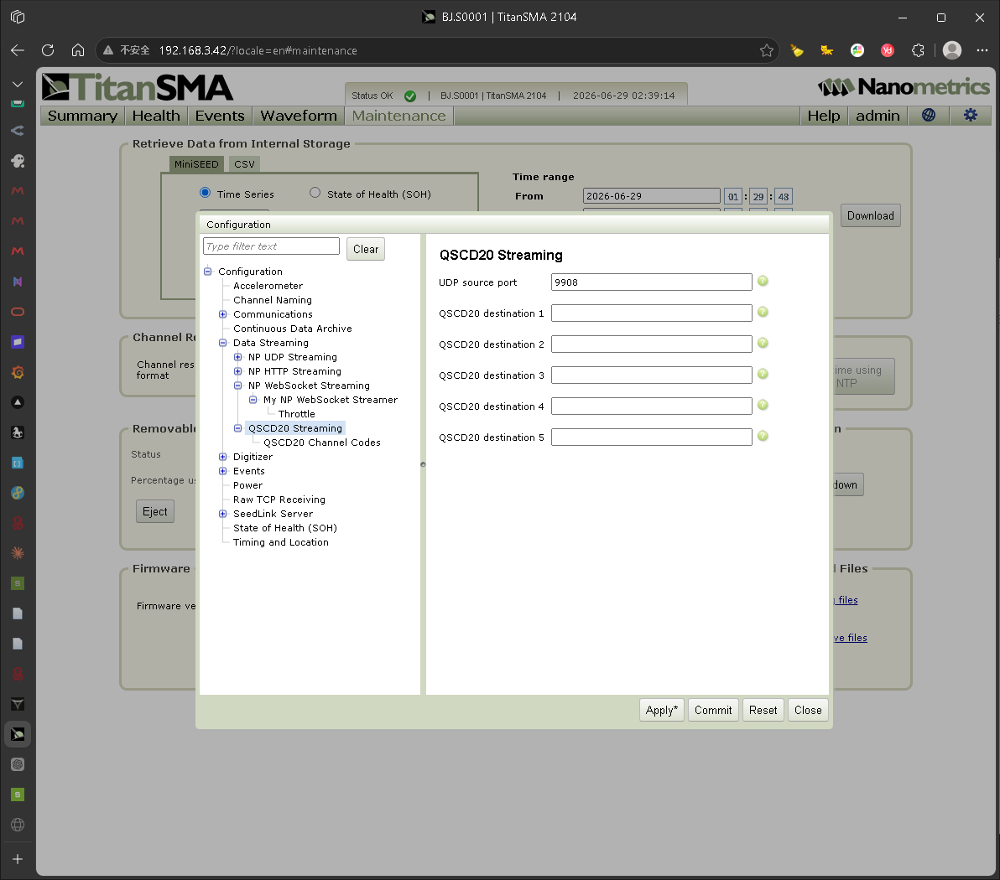 BJ.S0001 | TitanSMA 2104
不安全 192.168.3.42/?locale=en#maintenance
TitanSMA
Status OK | BJ.S0001 | TitanSMA 2104 | 2026-06-29 02:39:14
Nanometrics
Summary Health Events Waveform Maintenance Help admin
Retrieve Data from Internal Storage
MiniSEED CSV
Time Series State of Health (SOH)
Time range
From 2026-06-29 01 : 29 : 48
Download
Configuration
Type filter text Clear
Configuration
Accelerometer
Channel Naming
Communications
Continuous Data Archive
Data Streaming
NP UDP Streaming
NP HTTP Streaming
NP WebSocket Streaming
My NP WebSocket Streamer
Throttle
QSCD20 Streaming
QSCD20 Channel Codes
Digitizer
Events
Power
Raw TCP Receiving
SeedLink Server
State of Health (SOH)
Timing and Location
QSCD20 Streaming
UDP source port 9908
QSCD20 destination 1
QSCD20 destination 2
QSCD20 destination 3
QSCD20 destination 4
QSCD20 destination 5
Apply* Commit Reset Close
Channel Re
Channel res
format
ime using
NTP
Removable
Status
Percentage us
Eject
n
down
Firmware
Firmware ve
Files
files
ve files